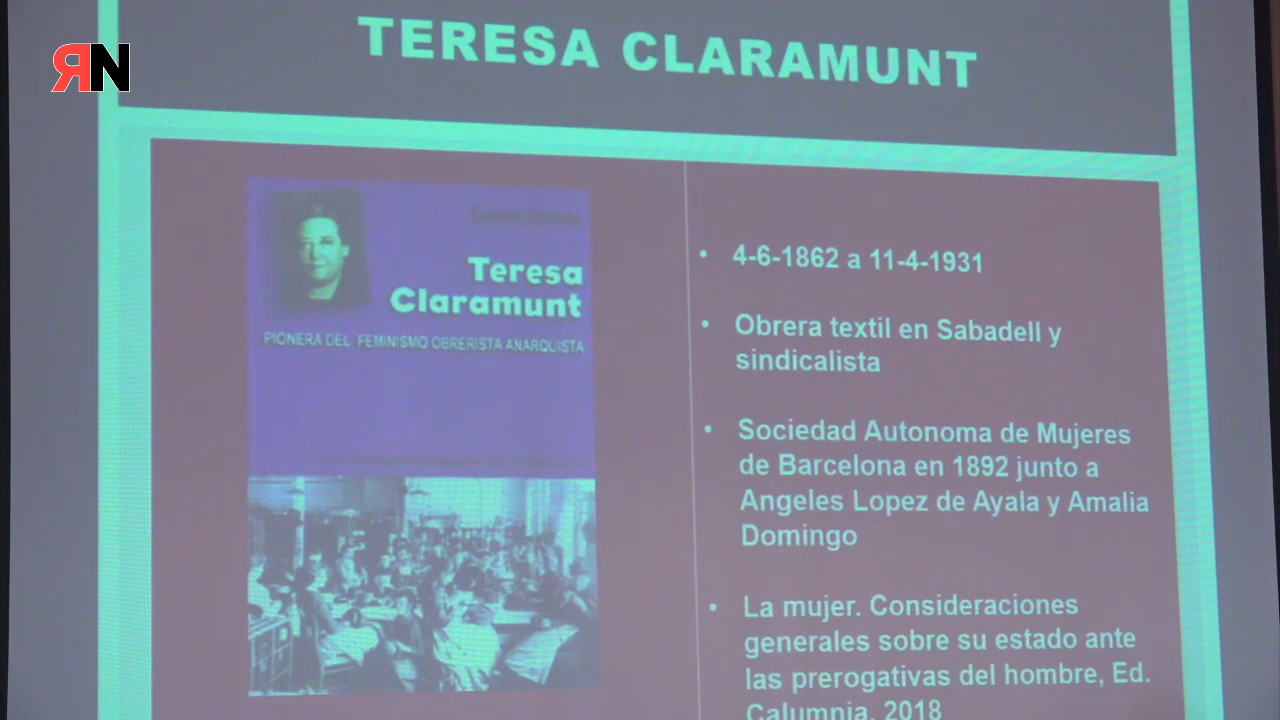 TERESA CLARAMUNT
ЯN
Teresa
Claramunt
PIONERA DEL FEMINISMO OBRERISTA ANARQUISTA
• 4-6-1862 a 11-4-1931
• Obrera textil en Sabadell y
sindicalista
• Sociedad Autonoma de Mujeres
de Barcelona en 1892 junto a
Angeles Lopez de Ayala y Amalia
Domingo
• La mujer. Consideraciones
generales sobre su estado ante
las prerogativas del hombre, Ed.
Calumnia, 2018